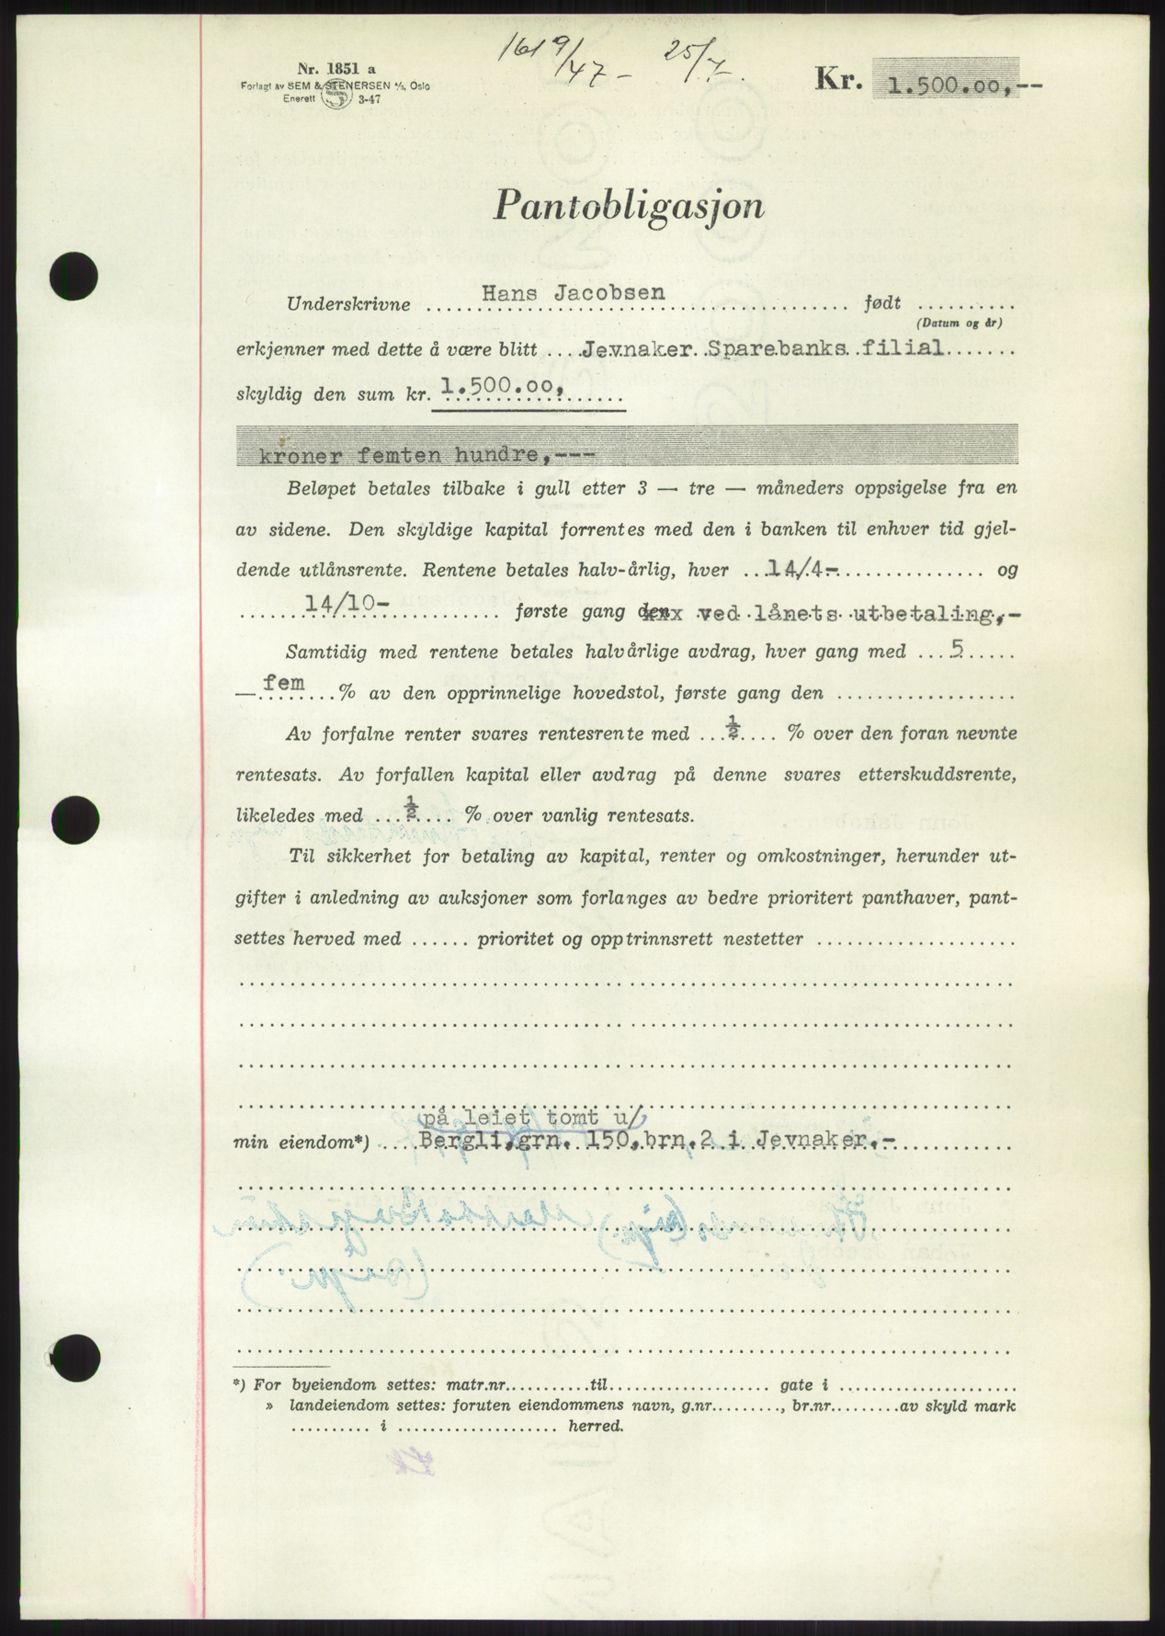 1619/47- 25/7-.
Nr. 1851 a
Forlagt av SEM & STENERSEN A/S, Oslo
Enerett 3-47
Kr. 1.500.oo,--
Pantobligasjon
Underskrivne Hans Jacobsen født ..........
(Datum og år)
erkjenner med dette å være blitt ....Jevnaker Sparebanks filial.......
skyldig den sum kr. 1.500.oo,......
kroner femten hundre,---
Beløpet betales tilbake i gull etter 3 — tre — måneders oppsigelse fra en
av sidene. Den skyldige kapital forrentes med den i banken til enhver tid gjel-
dende utlånsrente. Rentene betales halv-årlig, hver ...14/4-............... og
......14/10-........... første gang den ved lånets utbetaling,-
Samtidig med rentene betales halvårlige avdrag, hver gang med ...5.....
—fem...% av den opprinnelige hovedstol, første gang den ..................
Av forfalne renter svares rentesrente med ...½.... % over den foran nevnte
rentesats. Av forfallen kapital eller avdrag på denne svares etterskuddsrente,
likeledes med ...½.... % over vanlig rentesats.
Til sikkerhet for betaling av kapital, renter og omkostninger, herunder ut-
gifter i anledning av auksjoner som forlanges av bedre prioritert panthaver, pant-
settes herved med ...... prioritet og opptrinnsrett nestetter ....................
på leiet tomt u/
min eiendom*) ....Bergli, grn. 150, brn. 2 i Jevnaker.-
*) For byeiendom settes: matr.nr...........til.................... gate i ......................
» landeiendom settes: foruten eiendommens navn, g.nr........., br.nr.........av skyld mark
.......... i .................... herred.